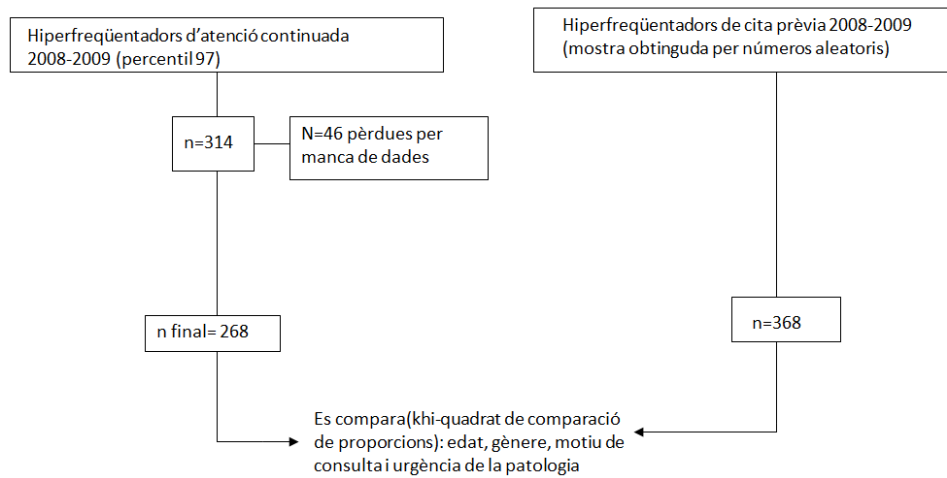 Hiperfreqüentadors d'atenció continuada
2008-2009 (percentil 97)
Hiperfreqüentadors de cita prèvia 2008-2009
(mostra obtinguda per números aleatoris)
n=314
N=46 pèrdues per
manca de dades
n final= 268
n=368
Es compara(khi-quadrat de comparació
de proporcions): edat, gènere, motiu de
consulta i urgència de la patologia